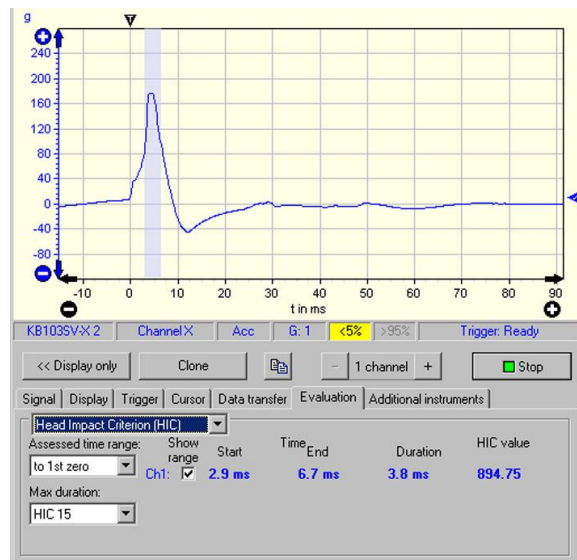 g
T
240
200
160
120
80
40
0
-40
-80
-10 0 10 20 30 40 50 60 70 80 90
t in ms
KB103SV-X 2 Channel X Acc G: 1 <5% >95% Trigger: Ready
<< Display only Clone - 1 channel + Stop
Signal Display Trigger Cursor Data transfer Evaluation Additional instruments
Head Impact Criterion (HIC)
Assessed time range: Show range Start Time End Duration HIC value
to 1st zero Ch1: 2.9 ms 6.7 ms 3.8 ms 894.75
Max duration:
HIC 15